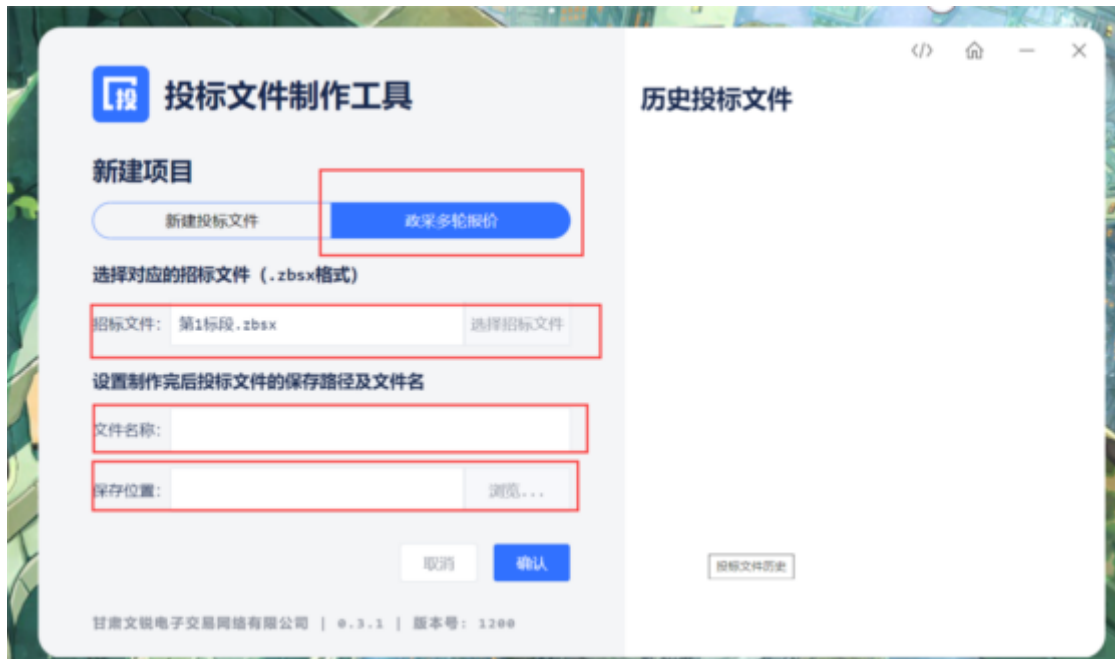 投标文件制作工具
新建项目
新建投标文件
政采多轮报价
选择对应的招标文件 (.zbsx格式)
招标文件: 第1标段.zbsx 选择招标文件
设置制作完后投标文件的保存路径及文件名
文件名称:
保存位置: 浏览...
取消
确认
甘肃文锐电子交易网络有限公司 | 0.3.1 | 版本号: 1200
历史投标文件
投标文件历史
投